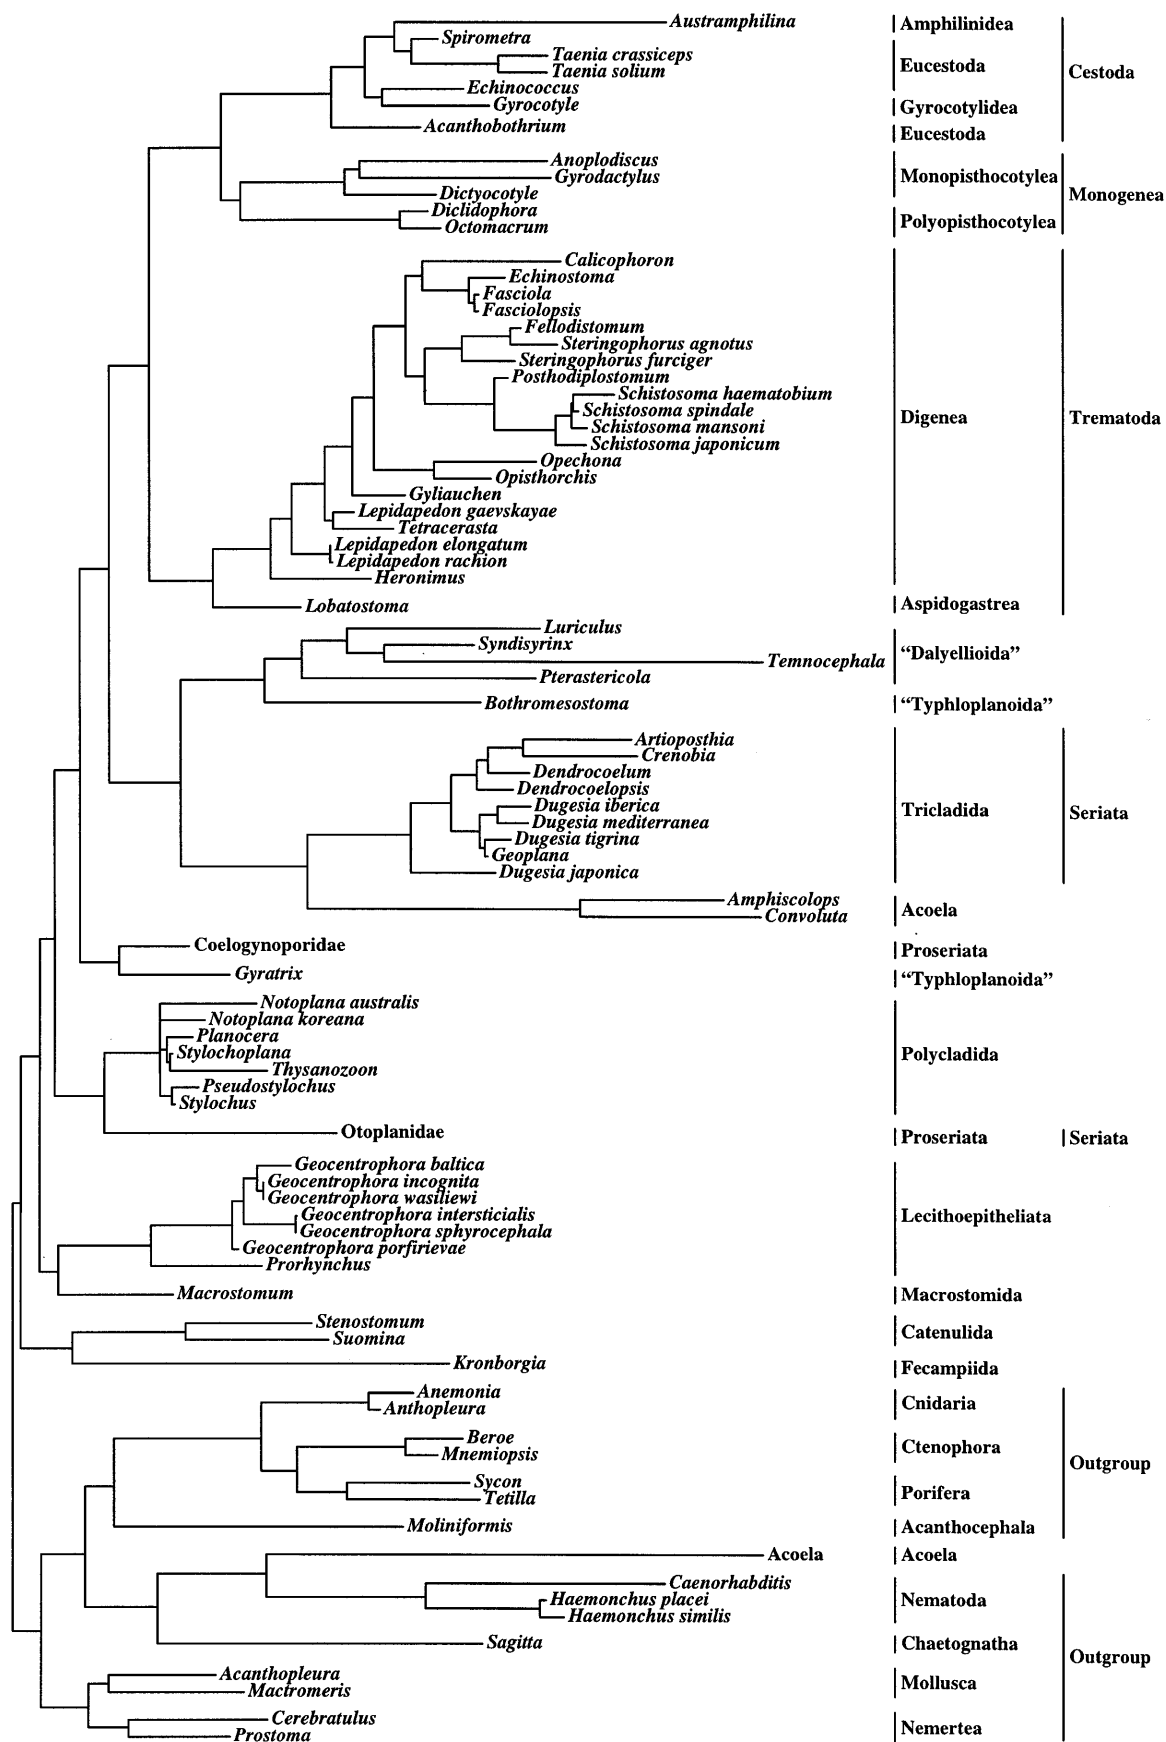 Austramphilina
Amphilinidea
Spirometra
Taenia crassiceps
Taenia solium
Eucestoda
Cestoda
Echinococcus
Gyrocotyle
Gyrocotylidea
Acanthobothrium
Eucestoda
Anoplodiscus
Gyrodactylus
Monopisthocotylea
Dictyocotyle
Monogenea
Diclidophora
Octomacrum
Polyopisthocotylea
Calicophoron
Echinostoma
Fasciola
Fasciolopsis
Fellodistomum
Steringophorus agnotus
Steringophorus furciger
Posthodiplostomum
Schistosoma haematobium
Schistosoma spindale
Digenea
Trematoda
Schistosoma mansoni
Schistosoma japonicum
Opechona
Opisthorchis
Gyliauchen
Lepidapedon gaevskayae
Tetracerasta
Lepidapedon elongatum
Lepidapedon rachion
Heronimus
Lobatostoma
Aspidogastrea
Luriculus
Syndisyrinx
“Dalyellioida”
Temnocephala
Pterastericola
Bothromesostoma
“Typhloplanoida”
Artioposthia
Crenobia
Dendrocoelum
Dendrocoelopsis
Dugesia iberica
Tricladida
Seriata
Dugesia mediterranea
Dugesia tigrina
Geoplana
Dugesia japonica
Amphiscolops
Acoela
Convoluta
Coelogynoporidae
Proseriata
Gyratrix
“Typhloplanoida”
Notoplana australis
Notoplana koreana
Planocera
Stylochoplana
Polycladida
Thysanozoon
Pseudostylochus
Stylochus
Otoplanidae
Proseriata
Seriata
Geocentrophora baltica
Geocentrophora incognita
Geocentrophora wasiliewi
Geocentrophora intersticialis
Lecithoepitheliata
Geocentrophora sphyrocephala
Geocentrophora porfirievae
Prorhynchus
Macrostomum
Macrostomida
Stenostomum
Catenulida
Suomina
Kronborgia
Fecampiida
Anemonia
Cnidaria
Anthopleura
Beroe
Ctenophora
Mnemiopsis
Outgroup
Sycon
Porifera
Tetilla
Moliniformis
Acanthocephala
Acoela
Acoela
Caenorhabditis
Haemonchus placei
Nematoda
Haemonchus similis
Sagitta
Chaetognatha
Outgroup
Acanthopleura
Mollusca
Mactromeris
Cerebratulus
Nemertea
Prostoma